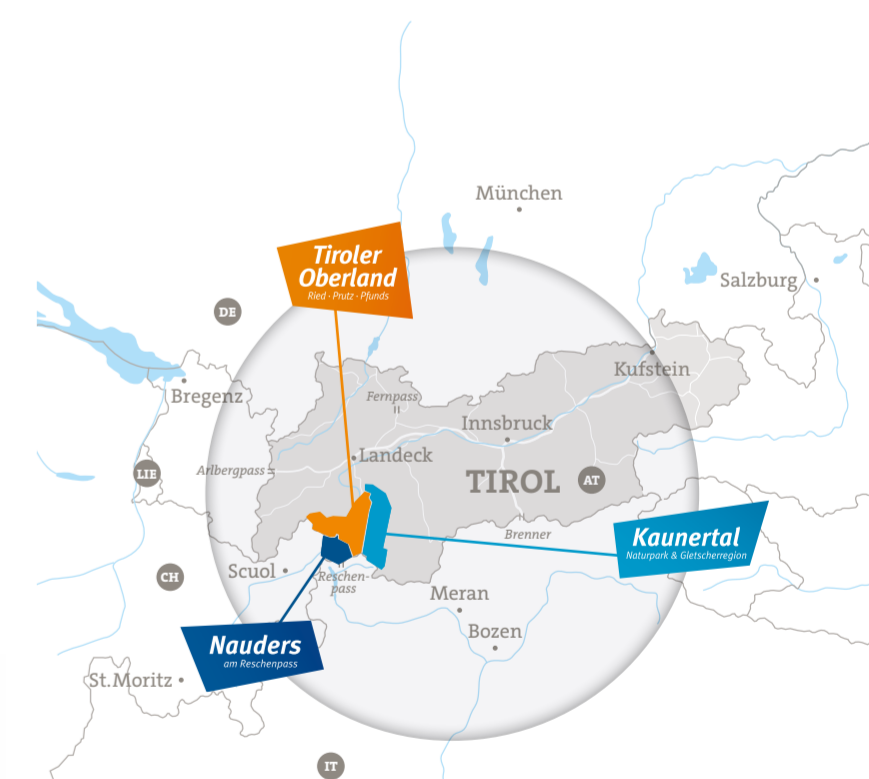 München
Tiroler
Oberland
Ried · Prutz · Pfunds
Salzburg
DE
Kufstein
Bregenz
Fernpass
Innsbruck
Landeck
Arlbergpass
LIE
TIROL
AT
Brenner
Kaunertal
Naturpark & Gletscherregion
Scuol
CH
Reschen-
pass
Meran
Bozen
Nauders
am Reschenpass
St.Moritz
IT